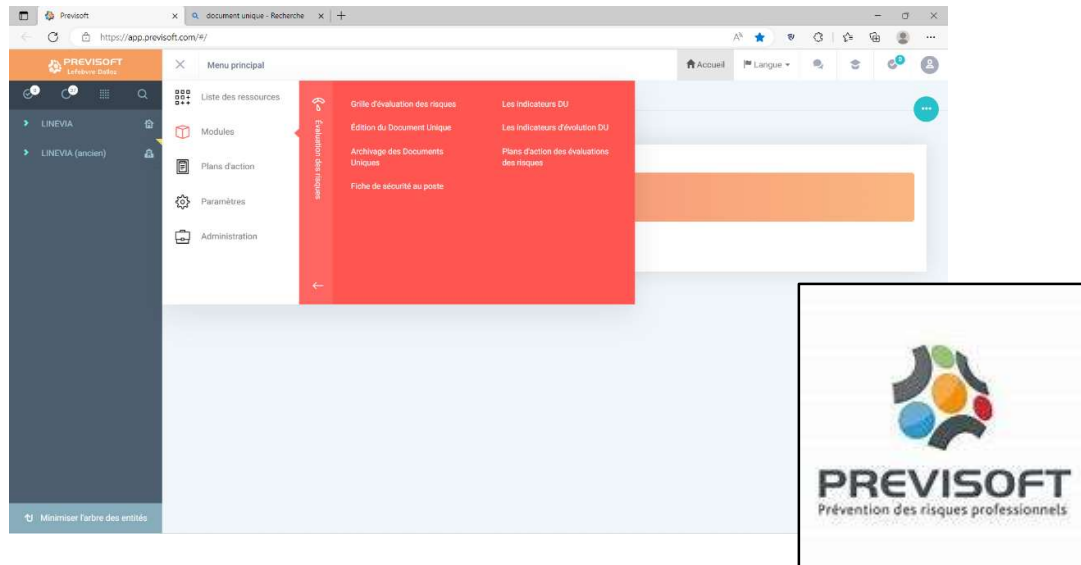 Previsoft
document unique - Recherche
https://app.previsoft.com/#/
PREVISOFT
Lefebvre Dalloz
Menu principal
Accueil
Langue
LINEVIA
LINEVIA (ancien)
Liste des ressources
Modules
Plans d'action
Paramètres
Administration
Évaluation des risques
Grille d'évaluation des risques
Édition du Document Unique
Archivage des Documents
Uniques
Fiche de sécurité au poste
Les indicateurs DU
Les Indicateurs d'évolution DU
Plans d'action des évaluations
des risques
Minimiser l'arbre des entités
PREVISOFT
Prévention des risques professionnels